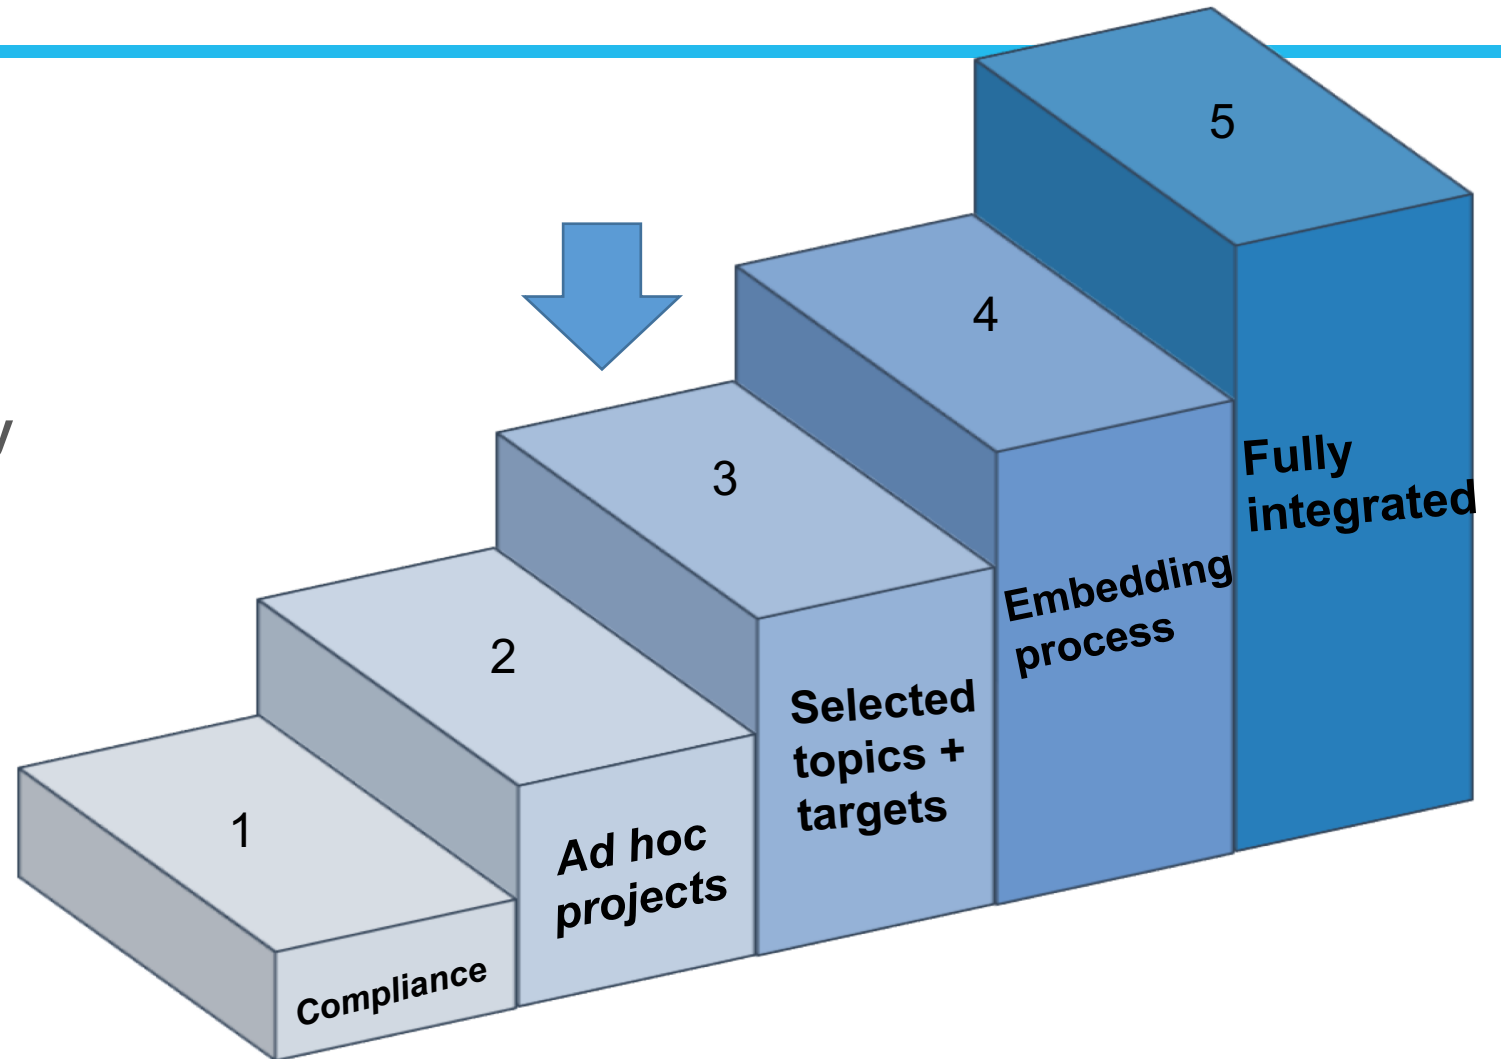 y
1
Compliance
2
Ad hoc
projects
3
Selected
topics +
targets
4
Embedding
process
5
Fully
integrated